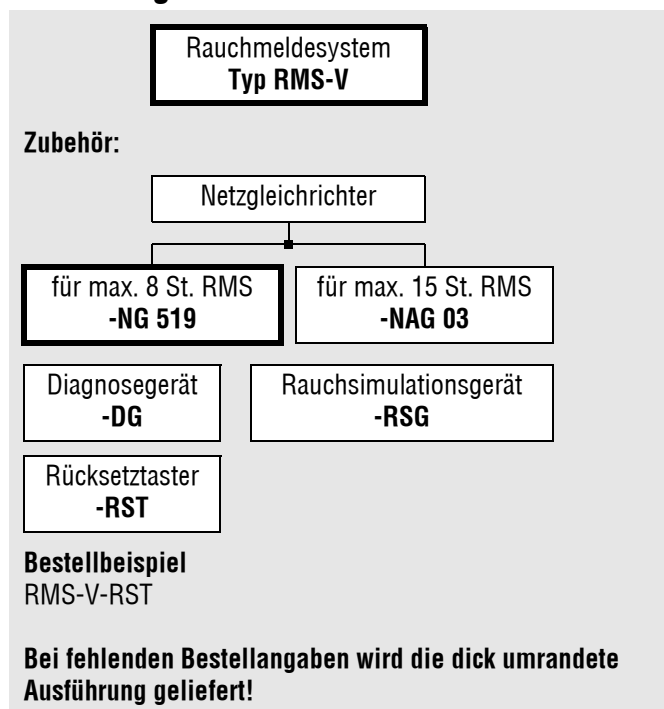 Rauchmeldesystem
Typ RMS-V
Zubehör:
Netzgleichrichter
für max. 8 St. RMS
-NG 519
für max. 15 St. RMS
-NAG 03
Diagnosegerät
-DG
Rauchsimulationsgerät
-RSG
Rücksetztaster
-RST
Bestellbeispiel
RMS-V-RST
Bei fehlenden Bestellangaben wird die dick umrandete
Ausführung geliefert!